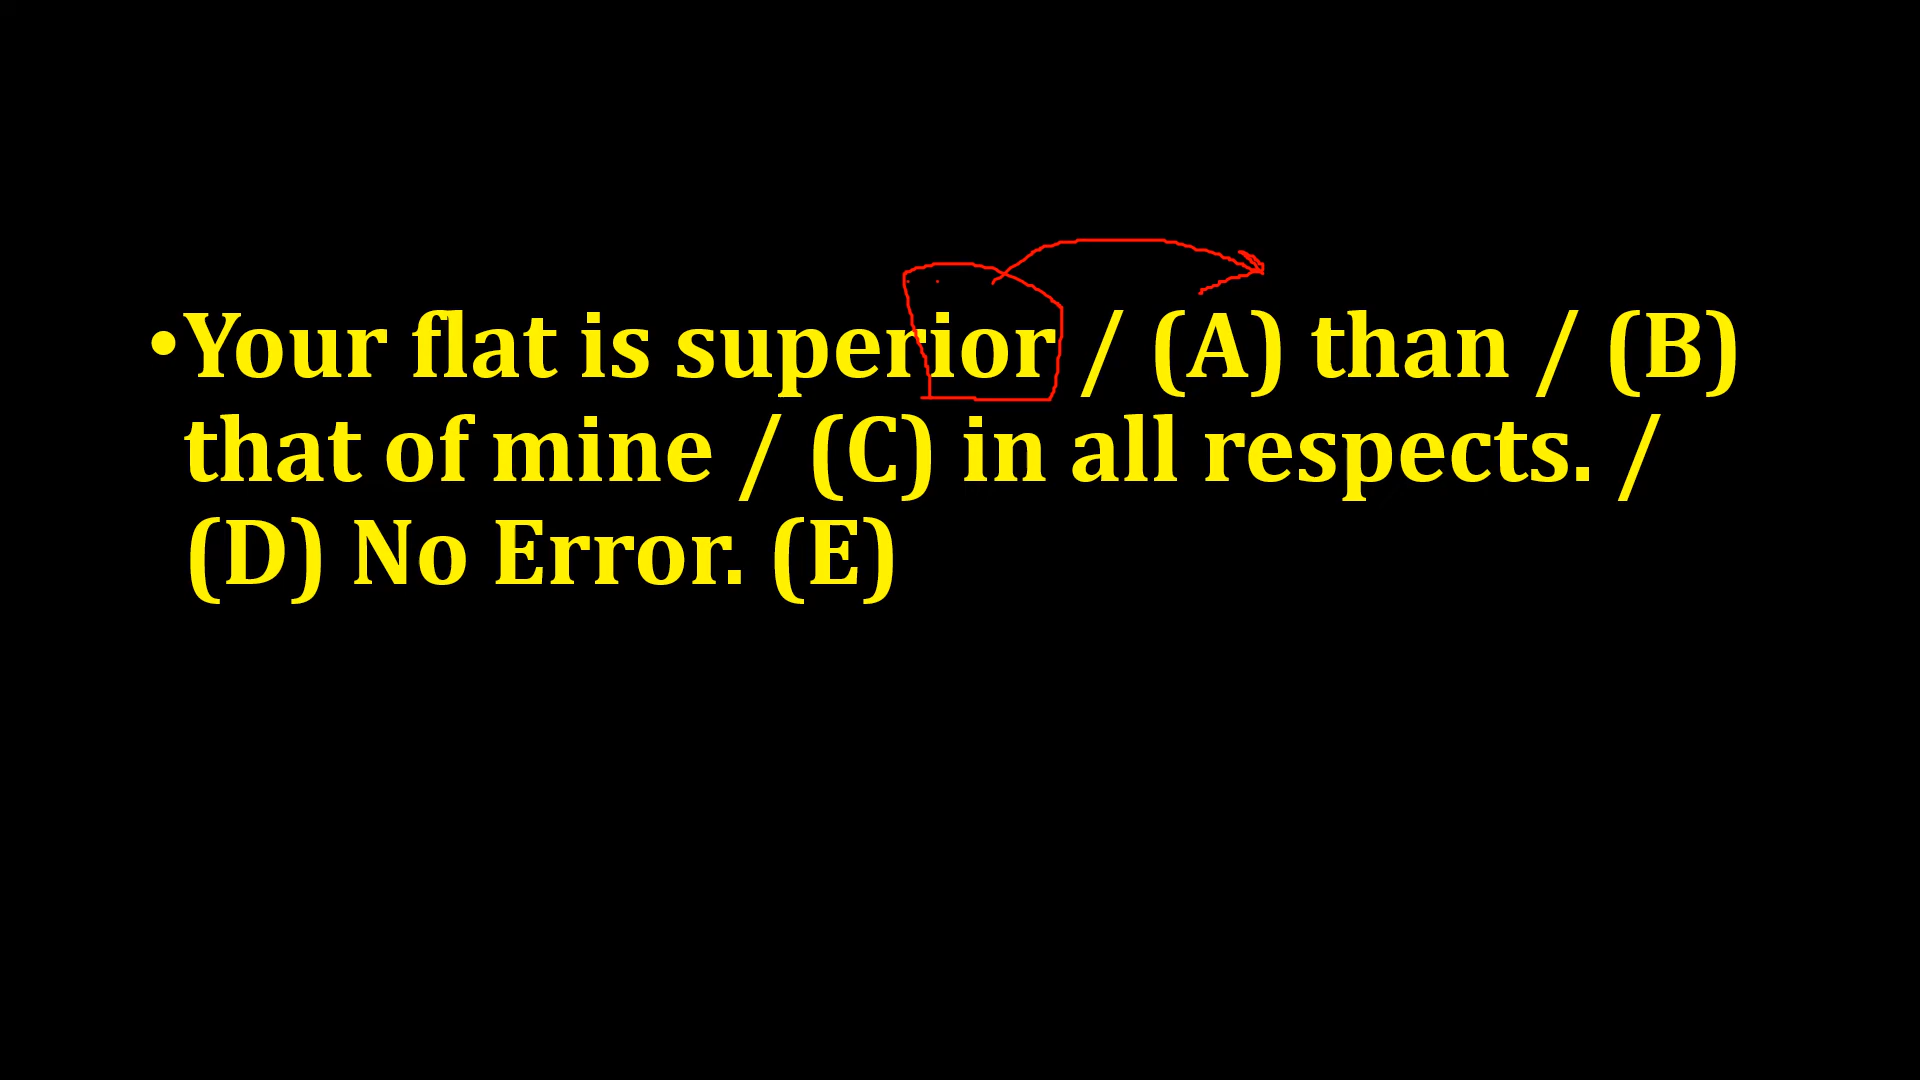 •Your flat is superior / (A) than / (B)
that of mine / (C) in all respects. /
(D) No Error. (E)